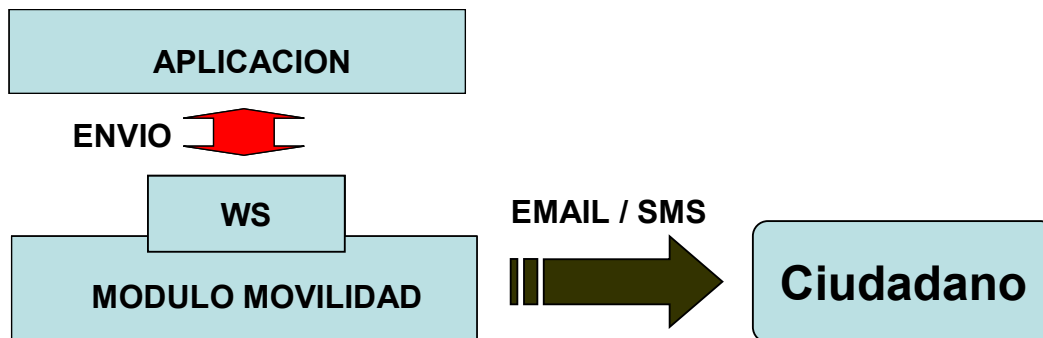 APLICACION
ENVIO
WS
EMAIL / SMS
MODULO MOVILIDAD
Ciudadano